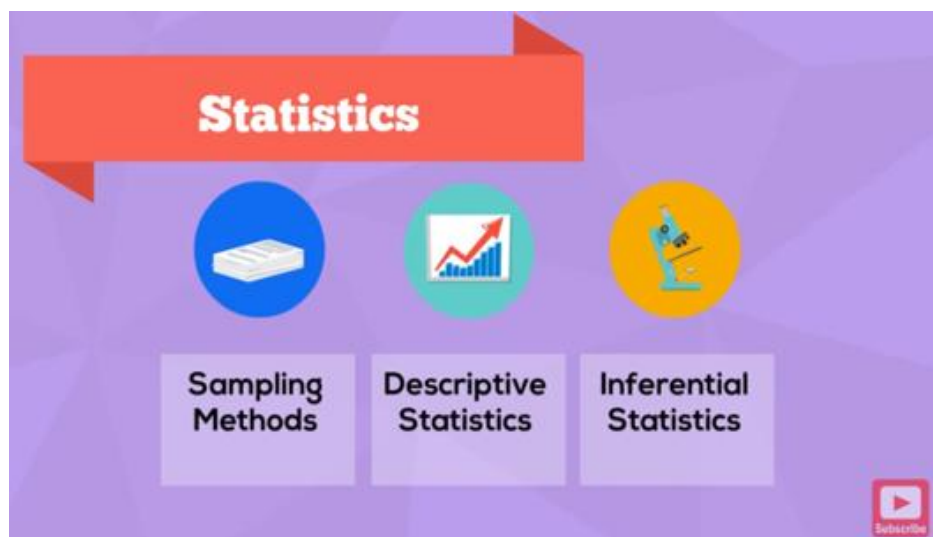 Statistics
Sampling
Methods
Descriptive
Statistics
Inferential
Statistics
Subscribe